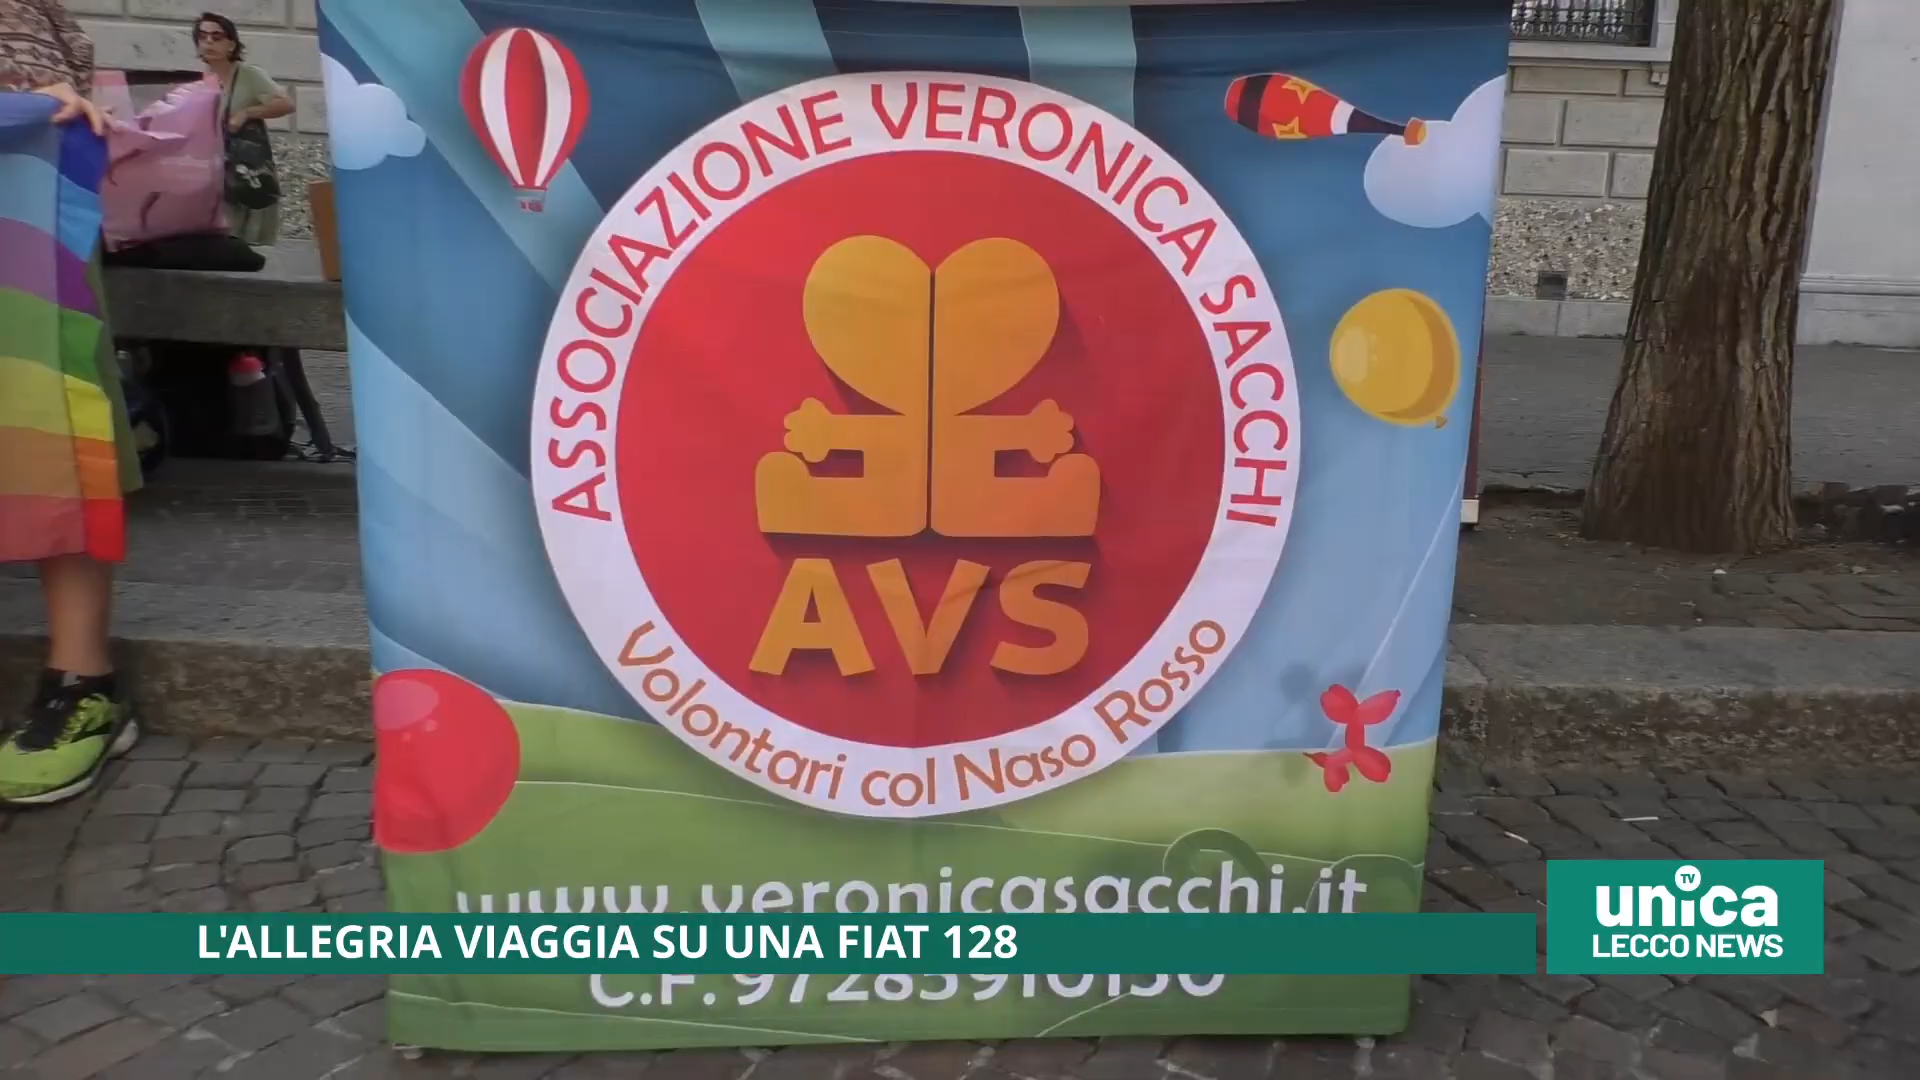 ASSOCIAZIONE VERONICA SACCHI
AVS
Volontari col Naso Rosso
www.veronicasacchi.it
L'ALLEGRIA VIAGGIA SU UNA FIAT 128
C.F. 97285910150
unica TV
LECCO NEWS